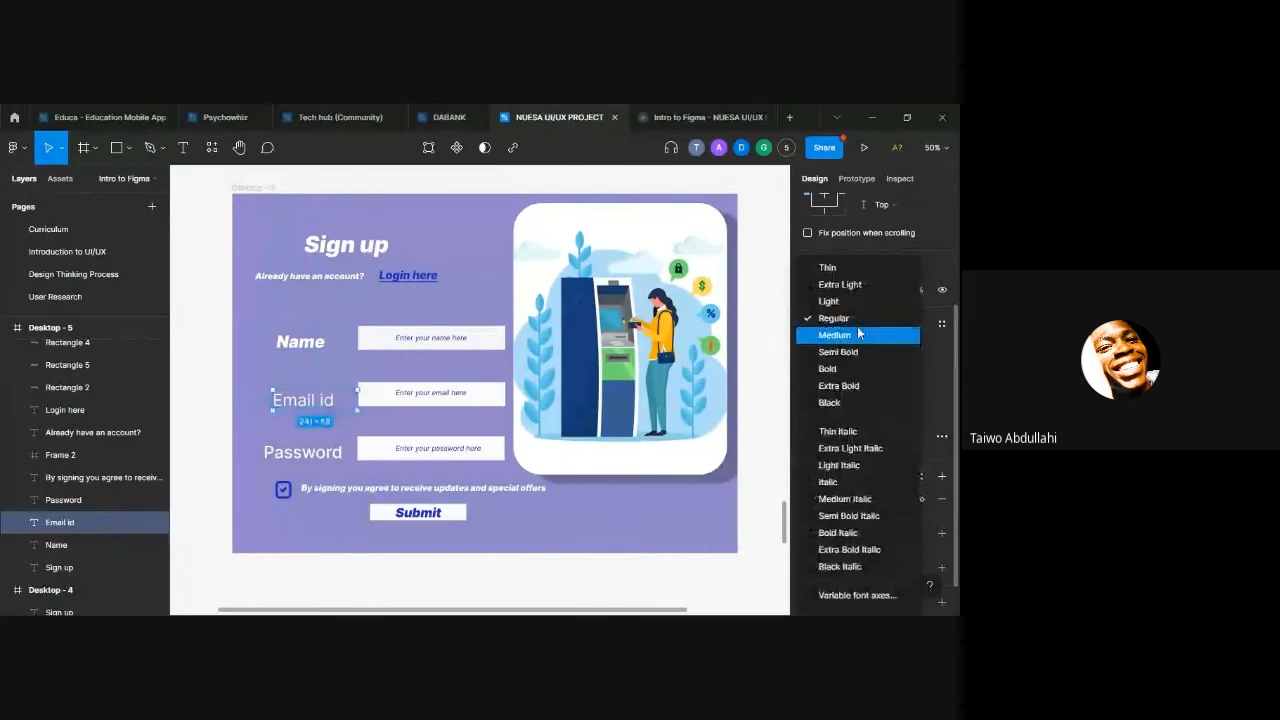 Educa - Education Mobile App
Psychowbiz
Tech hub (Community)
DABANK
NUESA UI/UX PROJECT
Intro to Figma - NUESA UI/UX
T
A
D
G
5
Share
A?
50%
Layers
Assets
Intro to Figma
Pages
Curriculum
Introduction to UI/UX
Design Thinking Process
User Research
Desktop - 5
Rectangle 4
Rectangle 5
Rectangle 2
Login here
Already have an account?
Frame 2
By signing you agree to receiv...
Password
Email id
Name
Sign up
Desktop - 4
Sign up
Desktop - 5
Sign up
Already have an account?
Login here
Name
Enter your name here
Email id
Enter your email here
Password
Enter your password here
By signing you agree to receive updates and special offers
Submit
Design
Prototype
Inspect
Top
Fix position when scrolling
Thin
Extra Light
Light
Regular
Medium
Semi Bold
Bold
Extra Bold
Black
Thin Italic
Extra Light Italic
Light Italic
Italic
Medium Italic
Semi Bold Italic
Bold Italic
Extra Bold Italic
Black Italic
Variable font axes...
?
Taiwo Abdullahi